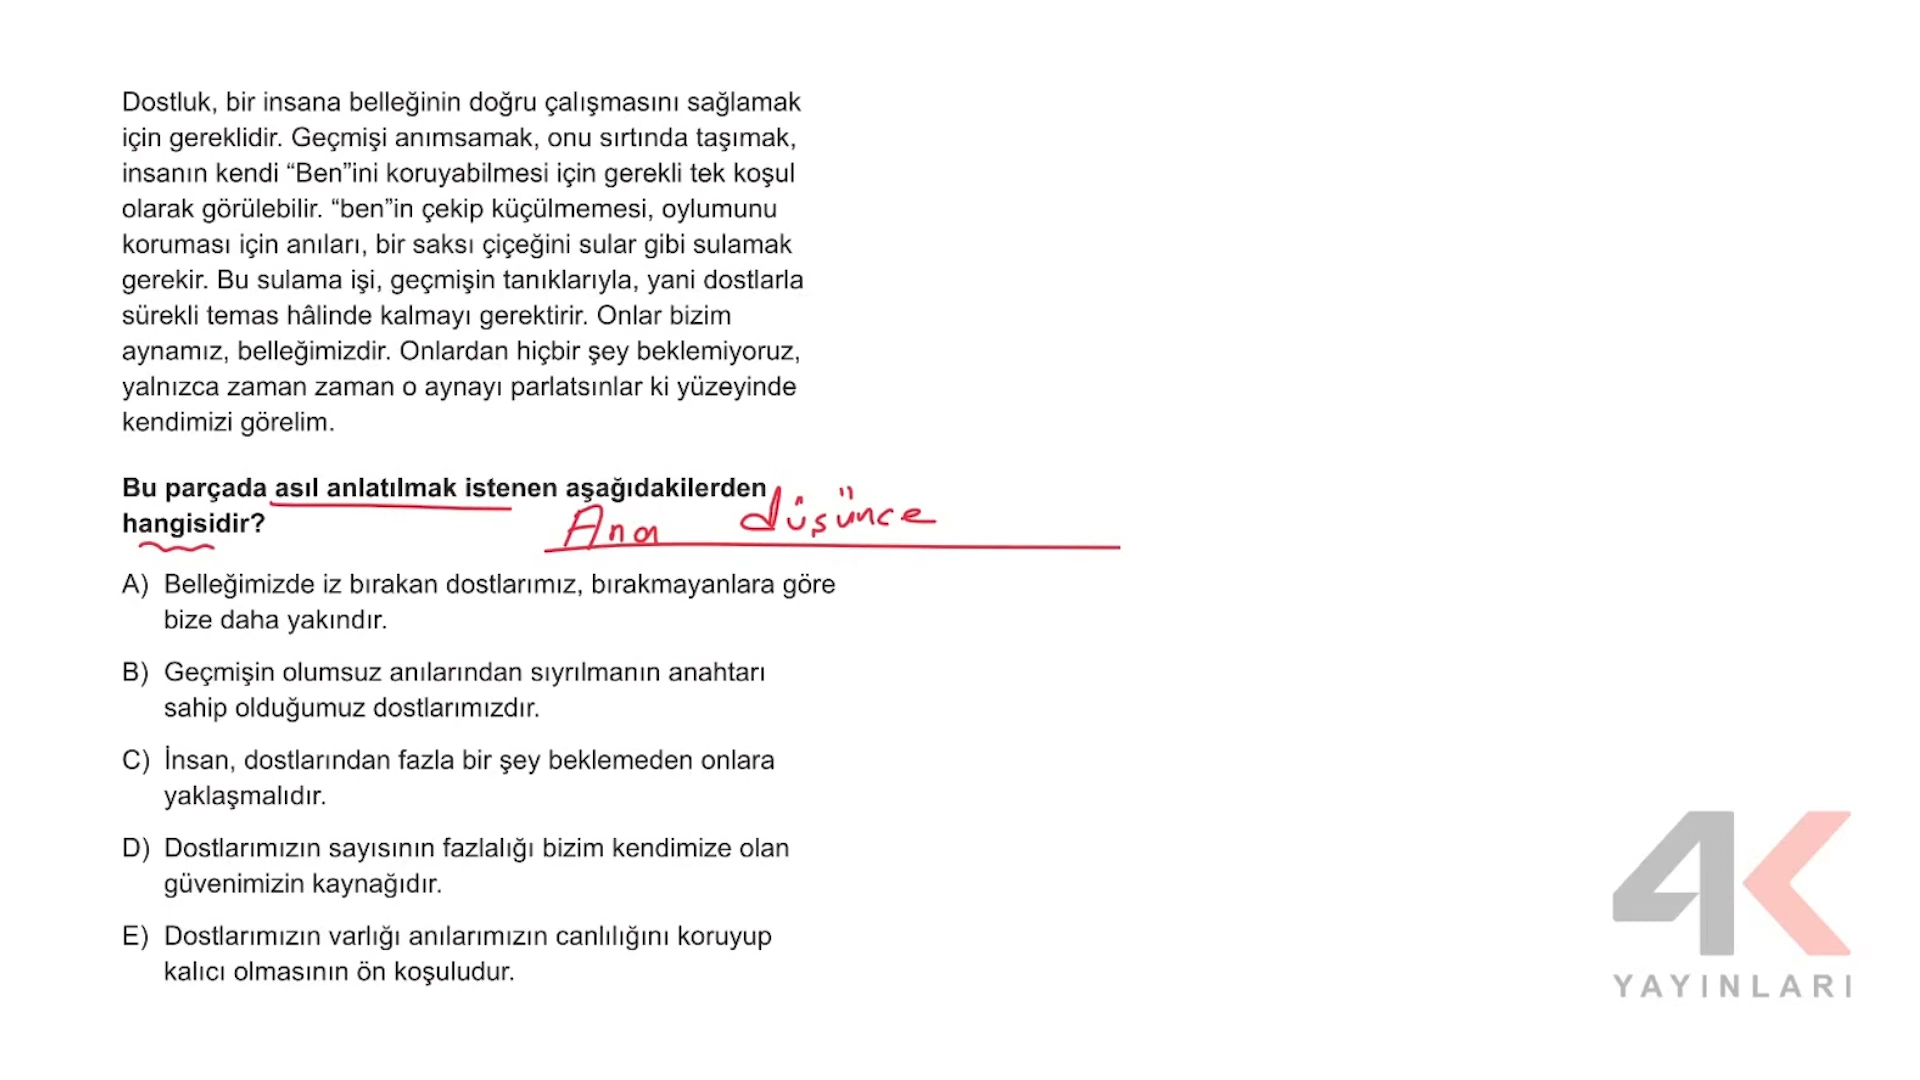 Dostluk, bir insana belleğinin doğru çalışmasını sağlamak
için gereklidir. Geçmişi anımsamak, onu sırtında taşımak,
insanın kendi “Ben”ini koruyabilmesi için gerekli tek koşul
olarak görülebilir. “ben”in çekip küçülmemesi, oylumunu
koruması için anıları, bir saksı çiçeğini sular gibi sulamak
gerekir. Bu sulama işi, geçmişin tanıklarıyla, yani dostlarla
sürekli temas hâlinde kalmayı gerektirir. Onlar bizim
aynamız, belleğimizdir. Onlardan hiçbir şey beklemiyoruz,
yalnızca zaman zaman o aynayı parlatsınlar ki yüzeyinde
kendimizi görelim.
Bu parçada asıl anlatılmak istenen aşağıdakilerden
hangisidir?
Ana düşünce
A) Belleğimizde iz bırakan dostlarımız, bırakmayanlara göre
bize daha yakındır.
B) Geçmişin olumsuz anılarından sıyrılmanın anahtarı
sahip olduğumuz dostlarımızdır.
C) İnsan, dostlarından fazla bir şey beklemeden onlara
yaklaşmalıdır.
D) Dostlarımızın sayısının fazlalığı bizim kendimize olan
güvenimizin kaynağıdır.
E) Dostlarımızın varlığı anılarımızın canlılığını koruyup
kalıcı olmasının ön koşuludur.
4K
YAYINLARI